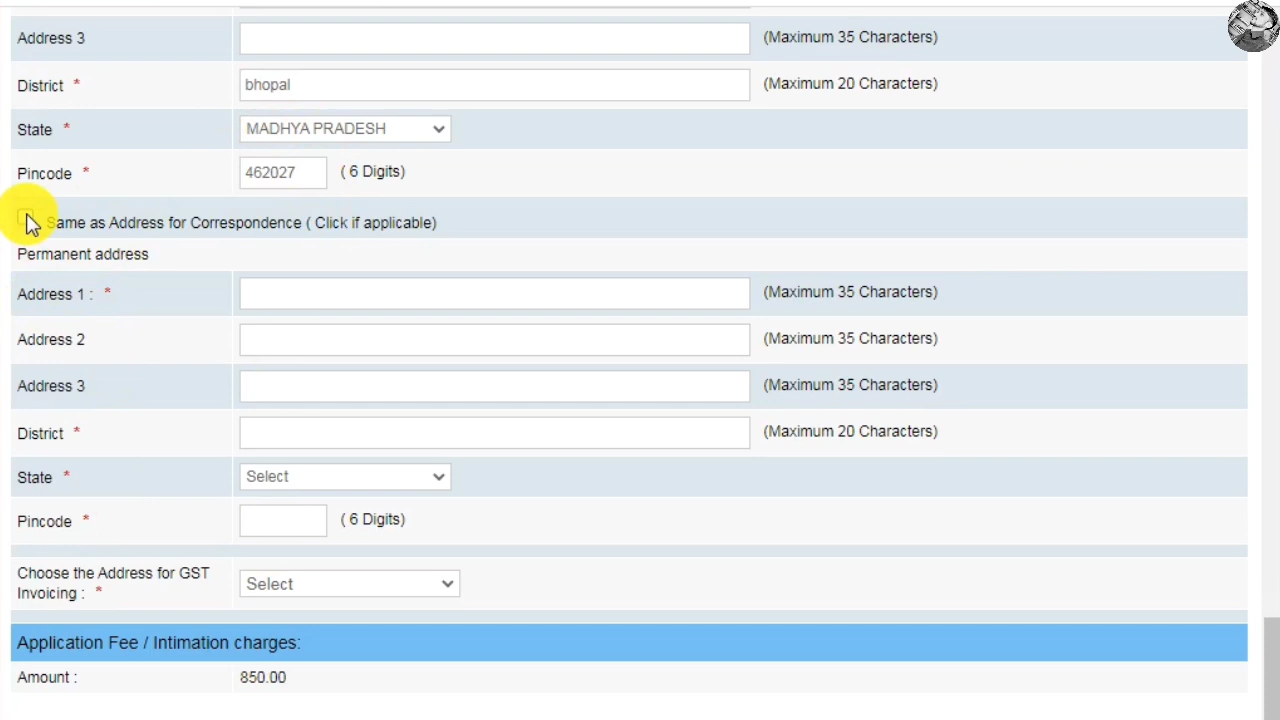 Address 3 (Maximum 35 Characters)
District * bhopal (Maximum 20 Characters)
State * MADHYA PRADESH
Pincode * 462027 ( 6 Digits)
Same as Address for Correspondence ( Click if applicable)
Permanent address
Address 1 : * (Maximum 35 Characters)
Address 2 (Maximum 35 Characters)
Address 3 (Maximum 35 Characters)
District * (Maximum 20 Characters)
State * Select
Pincode * ( 6 Digits)
Choose the Address for GST
Invoicing : * Select
Application Fee / Intimation charges:
Amount : 850.00